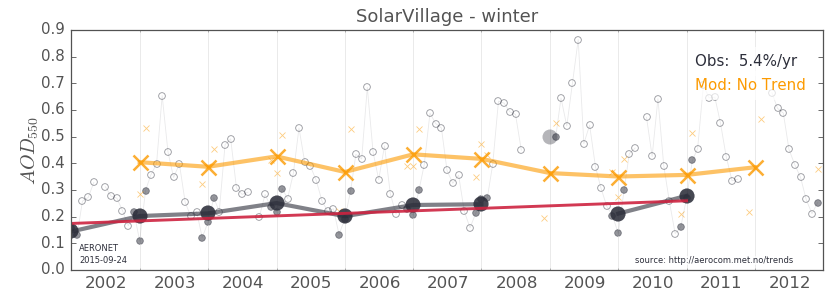 SolarVillage - winter
0.9
0.8
0.7
0.6
0.5
0.4
0.3
0.2
0.1
0.0
AOD550
Obs: 5.4%/yr
Mod: No Trend
AERONET
2015-09-24
source: http://aerocom.met.no/trends
2002 2003 2004 2005 2006 2007 2008 2009 2010 2011 2012